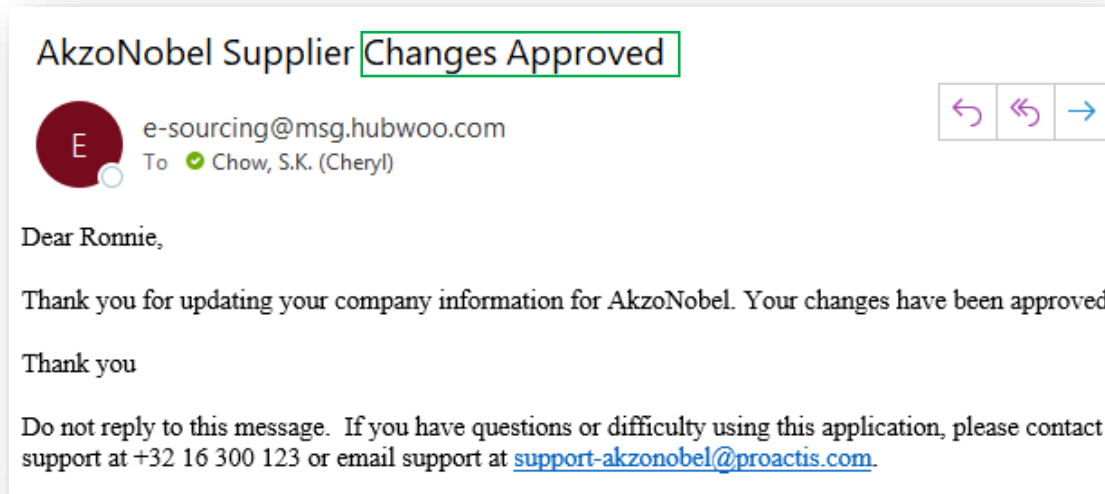 AkzoNobel Supplier Changes Approved
E
e-sourcing@msg.hubwoo.com
To Chow, S.K. (Cheryl)
Dear Ronnie,
Thank you for updating your company information for AkzoNobel. Your changes have been approved
Thank you
Do not reply to this message.  If you have questions or difficulty using this application, please contact
support at +32 16 300 123 or email support at support-akzonobel@proactis.com.